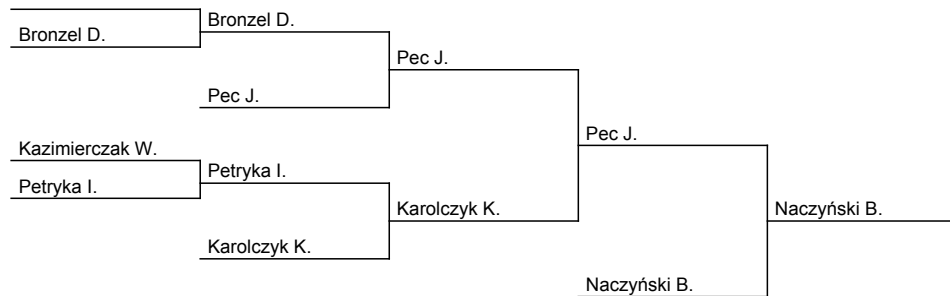 Bronzel D.
Bronzel D.
Pec J.
Pec J.
Kazimierczak W.
Petryka I.
Petryka I.
Karolczyk K.
Karolczyk K.
Pec J.
Naczyński B.
Naczyński B.